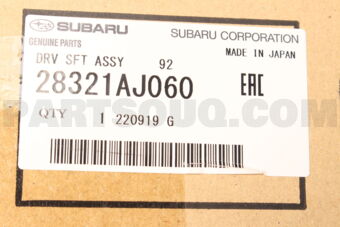 SUBARU SUBARU CORPORATION
GENUINE PARTS MADE IN JAPAN
DRV SFT ASSY 92
28321AJ060 EAC
QTY 1 220919 G
PARTSOUQ.COM